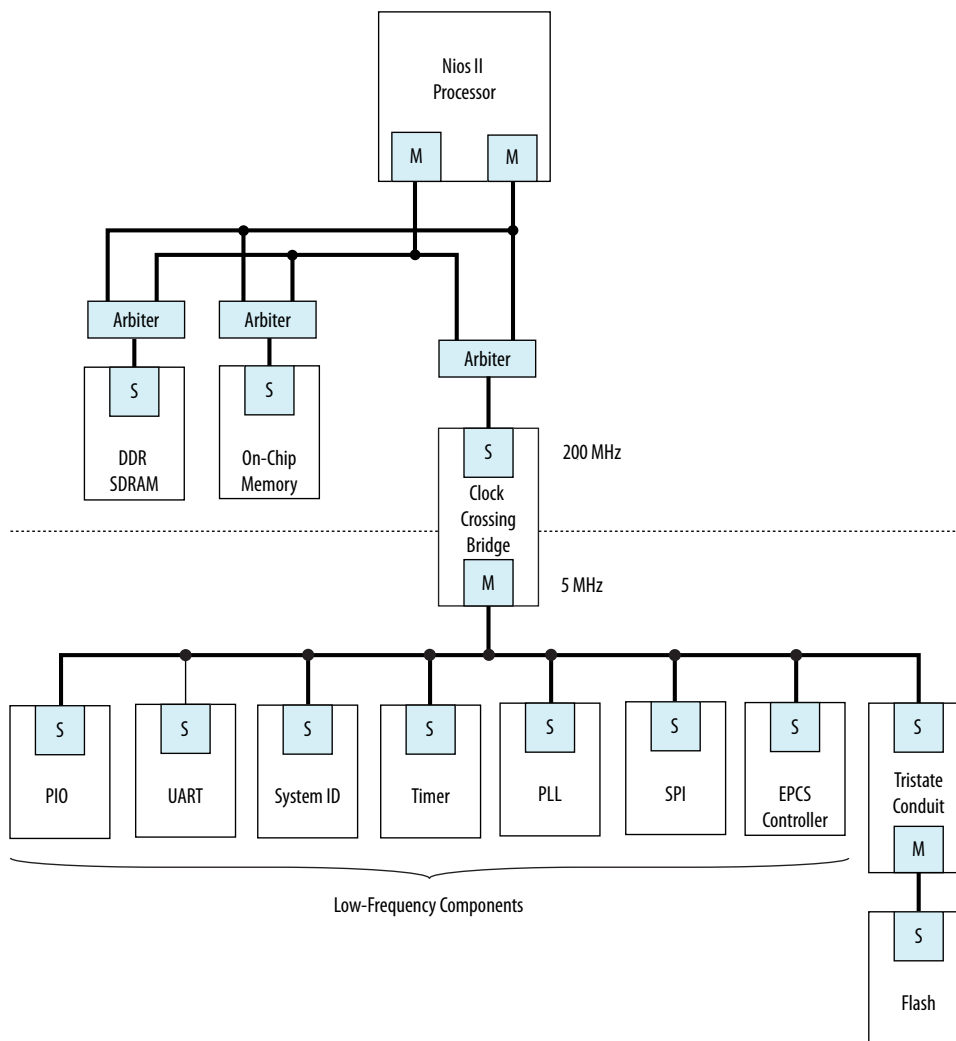 Nios II
Processor
M
M
Arbiter
Arbiter
Arbiter
S
DDR
SDRAM
S
On-Chip
Memory
S
200 MHz
Clock
Crossing
Bridge
M
5 MHz
S
PIO
S
UART
S
System ID
S
Timer
S
PLL
S
SPI
S
EPCS
Controller
S
Tristate
Conduit
M
Low-Frequency Components
S
Flash